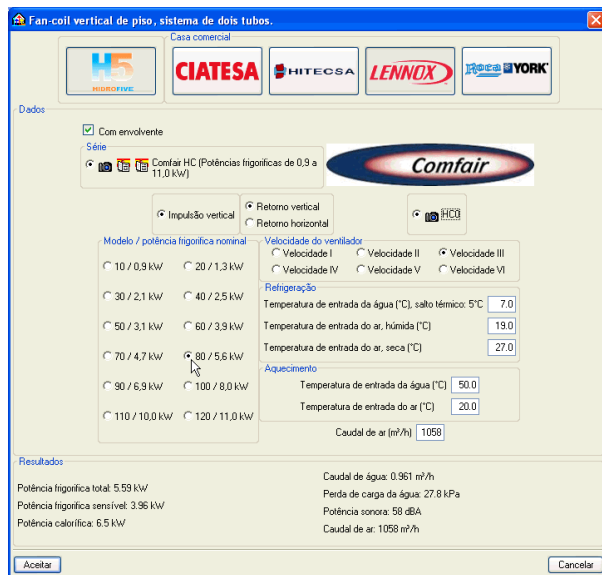 Fan-coil vertical de piso, sistema de dois tubos.
Casa comercial
H5
HIDROFIVE
CIATESA
HITECSA
LENNOX
Roca YORK
Dados
Com envolvente
Série
Comfair HC (Potências frigorificas de 0,9 a
11,0 kW)
Comfair
Impulsão vertical
Retorno vertical
Retorno horizontal
HC0
Modelo / potência frigorifica nominal
10 / 0,9 kW
20 / 1,3 kW
30 / 2,1 kW
40 / 2,5 kW
50 / 3,1 kW
60 / 3,9 kW
70 / 4,7 kW
80 / 5,6 kW
90 / 6,9 kW
100 / 8,0 kW
110 / 10,0 kW
120 / 11,0 kW
Velocidade do ventilador
Velocidade I
Velocidade II
Velocidade III
Velocidade IV
Velocidade V
Velocidade VI
Refrigeração
Temperatura de entrada da água (°C), salto térmico: 5°C 7.0
Temperatura de entrada do ar, húmida (°C) 19.0
Temperatura de entrada do ar, seca (°C) 27.0
Aquecimento
Temperatura de entrada da água (°C) 50.0
Temperatura de entrada do ar (°C) 20.0
Caudal de ar (m³/h) 1058
Resultados
Potência frigorifica total: 5.59 kW
Potência frigorifica sensível: 3.96 kW
Potência calorífica: 6.5 kW
Caudal de água: 0.961 m³/h
Perda de carga da água: 27.8 kPa
Potência sonora: 58 dBA
Caudal de ar: 1058 m³/h
Aceitar
Cancelar